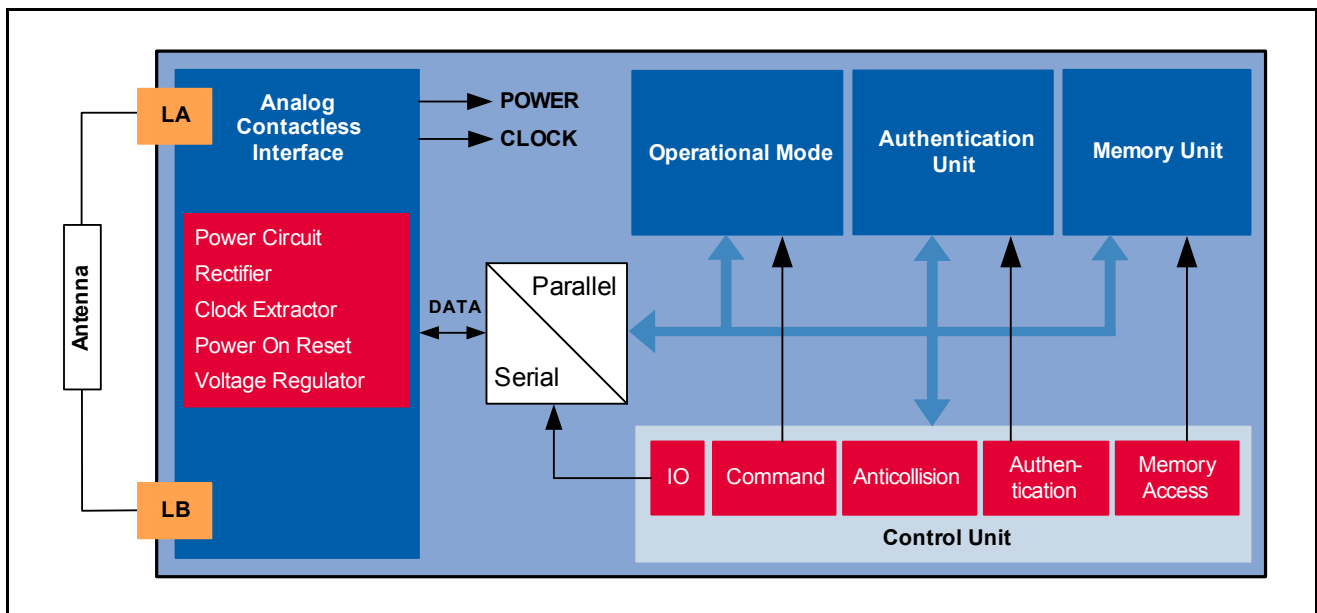 Antenna
LA
LB
Analog
Contactless
Interface
Power Circuit
Rectifier
Clock Extractor
Power On Reset
Voltage Regulator
POWER
CLOCK
DATA
Parallel
Serial
Operational Mode
Authentication
Unit
Memory Unit
IO
Command
Anticollision
Authen-
tication
Memory
Access
Control Unit